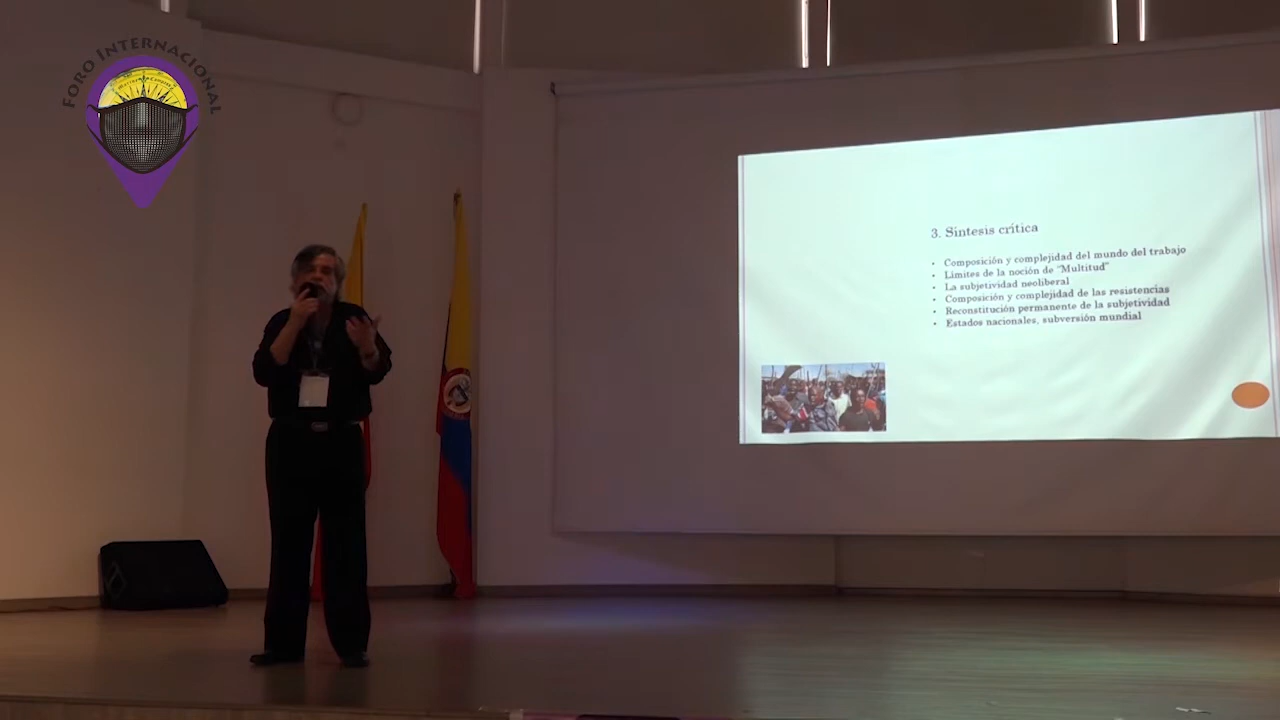 FORO INTERNACIONAL
3. Síntesis crítica
• Composición y complejidad del mundo del trabajo
• Límites de la noción de "Multitud"
• La subjetividad neoliberal
• Composición y complejidad de las resistencias
• Reconstitución permanente de la subjetividad
• Estados nacionales, subversión mundial